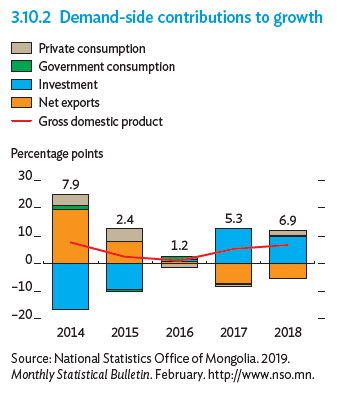 3.10.2 Demand-side contributions to growth
Private consumption
Government consumption
Investment
Net exports
Gross domestic product
Percentage points
30
7.9
20
2.4
5.3
6.9
10
1.2
0
–10
–20
2014 2015 2016 2017 2018
Source: National Statistics Office of Mongolia. 2019.
Monthly Statistical Bulletin. February. http://www.nso.mn.